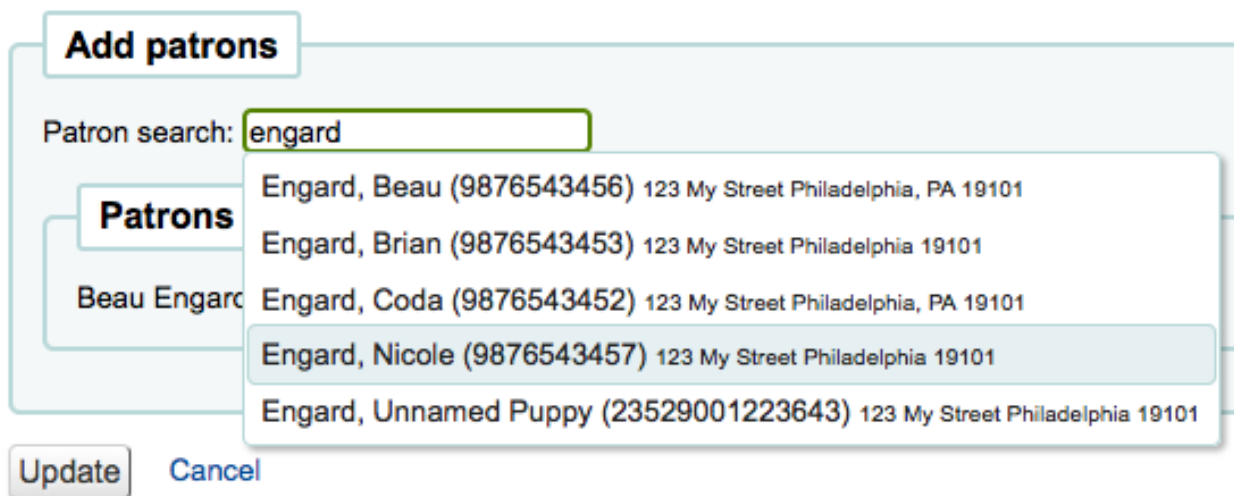 Add patrons
Patron search: engard
Engard, Beau (9876543456) 123 My Street Philadelphia, PA 19101
Patrons
Engard, Brian (9876543453) 123 My Street Philadelphia 19101
Beau Engard
Engard, Coda (9876543452) 123 My Street Philadelphia, PA 19101
Engard, Nicole (9876543457) 123 My Street Philadelphia 19101
Engard, Unnamed Puppy (23529001223643) 123 My Street Philadelphia 19101
Update Cancel